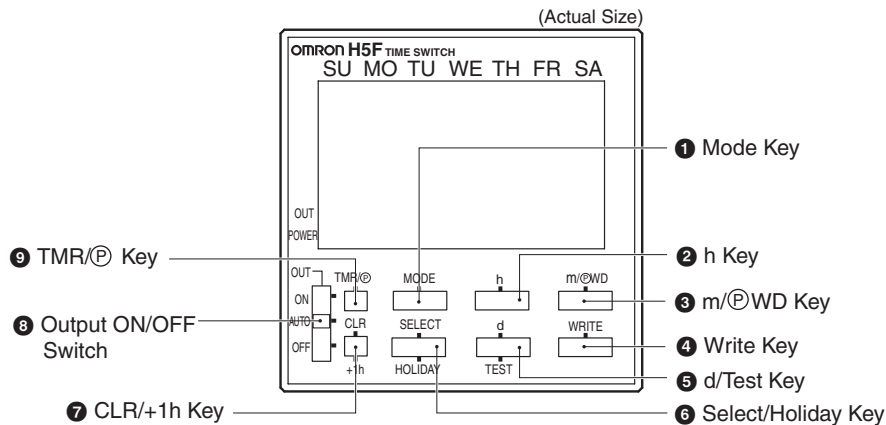 (Actual Size)
OMRON H5F TIME SWITCH
SU MO TU WE TH FR SA
❶ Mode Key
OUT
POWER
❾ TMR/Ⓟ Key
❷ h Key
OUT TMR/Ⓟ MODE h m/ⓅWD
ON
❸ m/ⓅWD Key
❽ Output ON/OFF
Switch
AUTO CLR SELECT d WRITE
❹ Write Key
OFF
+1h HOLIDAY TEST
❺ d/Test Key
❼ CLR/+1h Key
❻ Select/Holiday Key